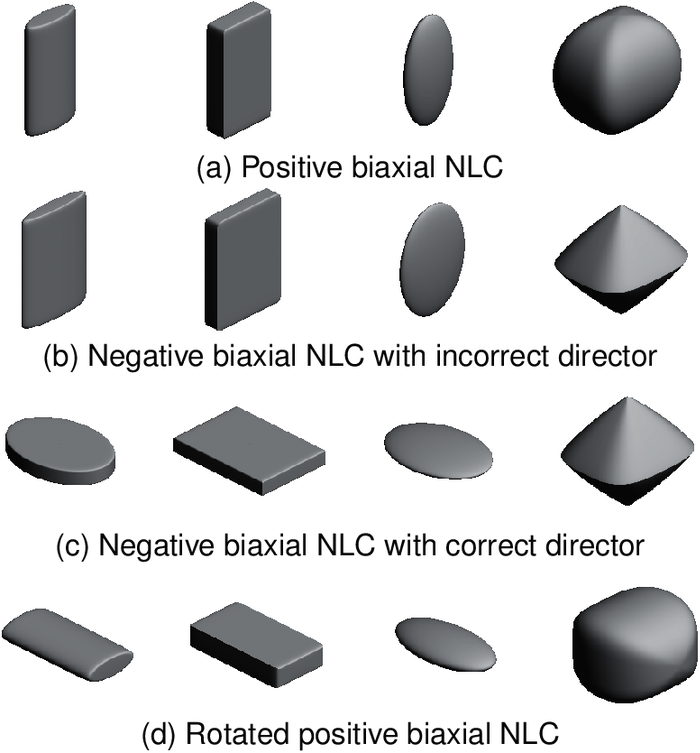 (a) Positive biaxial NLC
(b) Negative biaxial NLC with incorrect director
(c) Negative biaxial NLC with correct director
(d) Rotated positive biaxial NLC